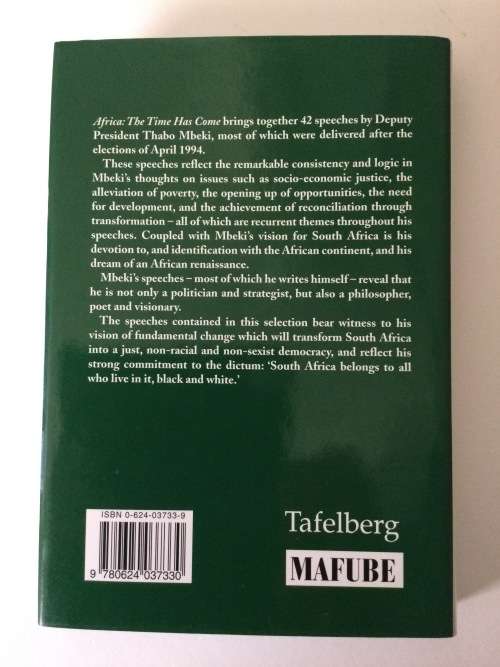 Africa: The Time Has Come brings together 42 speeches by Deputy
President Thabo Mbeki, most of which were delivered after the
elections of April 1994.
These speeches reflect the remarkable consistency and logic in
Mbeki's thoughts on issues such as socio-economic justice, the
alleviation of poverty, the opening up of opportunities, the need
for development, and the achievement of reconciliation through
transformation – all of which are recurrent themes throughout his
speeches. Coupled with Mbeki's vision for South Africa is his
devotion to, and identification with the African continent, and his
dream of an African renaissance.
Mbeki's speeches – most of which he writes himself – reveal that
he is not only a politician and strategist, but also a philosopher,
poet and visionary.
The speeches contained in this selection bear witness to his
vision of fundamental change which will transform South Africa
into a just, non-racial and non-sexist democracy, and reflect his
strong commitment to the dictum: ‘South Africa belongs to all
who live in it, black and white.’
ISBN 0-624-03733-9
9 780624 037330
Tafelberg
MAFUBE